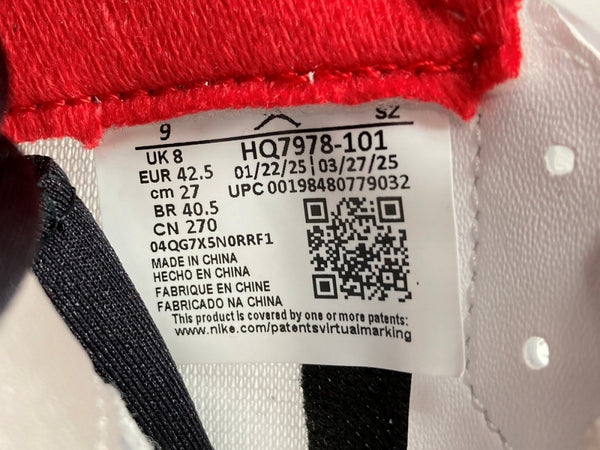 9 SZ
UK 8 HQ7978-101
EUR 42.5 01/22/25 | 03/27/25
cm 27 UPC 00198480779032
BR 40.5
CN 270
04QG7X5N0RRF1
MADE IN CHINA
HECHO EN CHINA
FABRIQUE EN CHINE
FABRICADO NA CHINA
This product is covered by one or more patents:
www.nike.com/patentsvirtualmarking